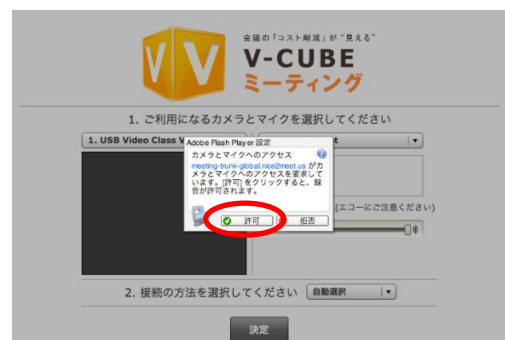 会議の「コスト削減」が“見える”
V-CUBE
ミーティング
1. ご利用になるカメラとマイクを選択してください
1. USB Video Class V
t
Adobe Flash Player 設定
カメラとマイクへのアクセス
meeting-trunk-global.nice2meet.us がカ
メラとマイクへのアクセスを要求して
います。[許可] をクリックすると、録
音が許可されます。
許可
拒否
(エコーにご注意ください)
2. 接続の方法を選択してください
自動選択
決定